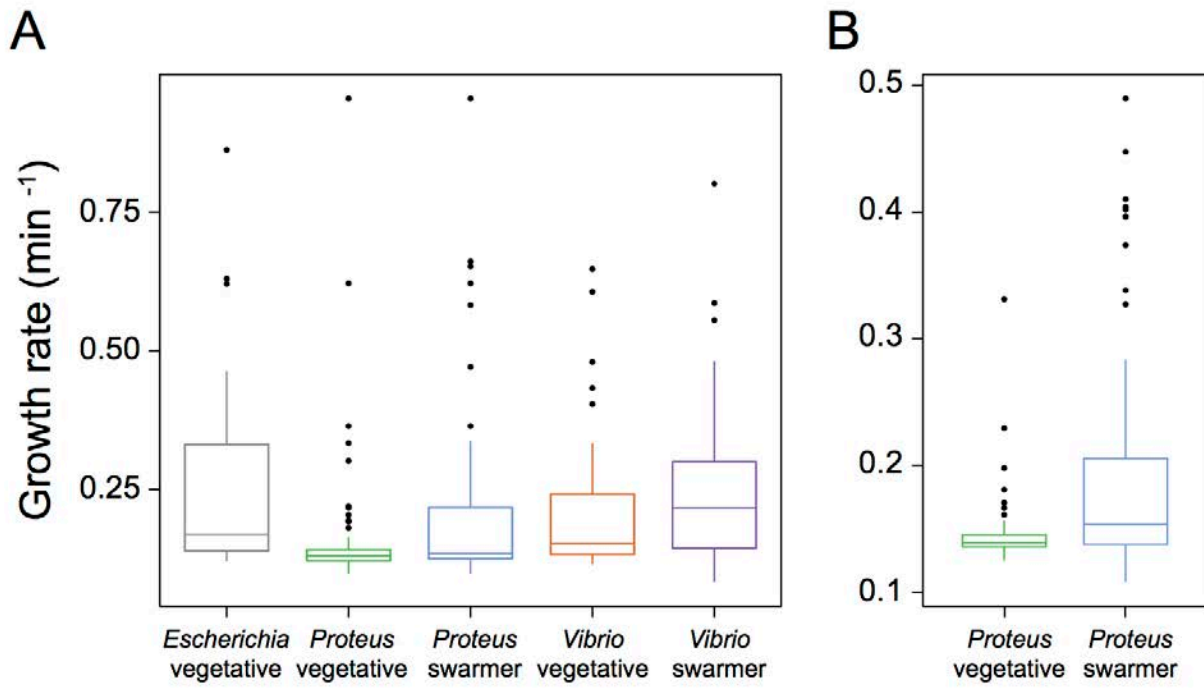 A
B
Growth rate (min -1)
0.75
0.50
0.25
Escherichia vegetative
Proteus vegetative
Proteus swarmer
Vibrio vegetative
Vibrio swarmer
0.5
0.4
0.3
0.2
0.1
Proteus vegetative
Proteus swarmer